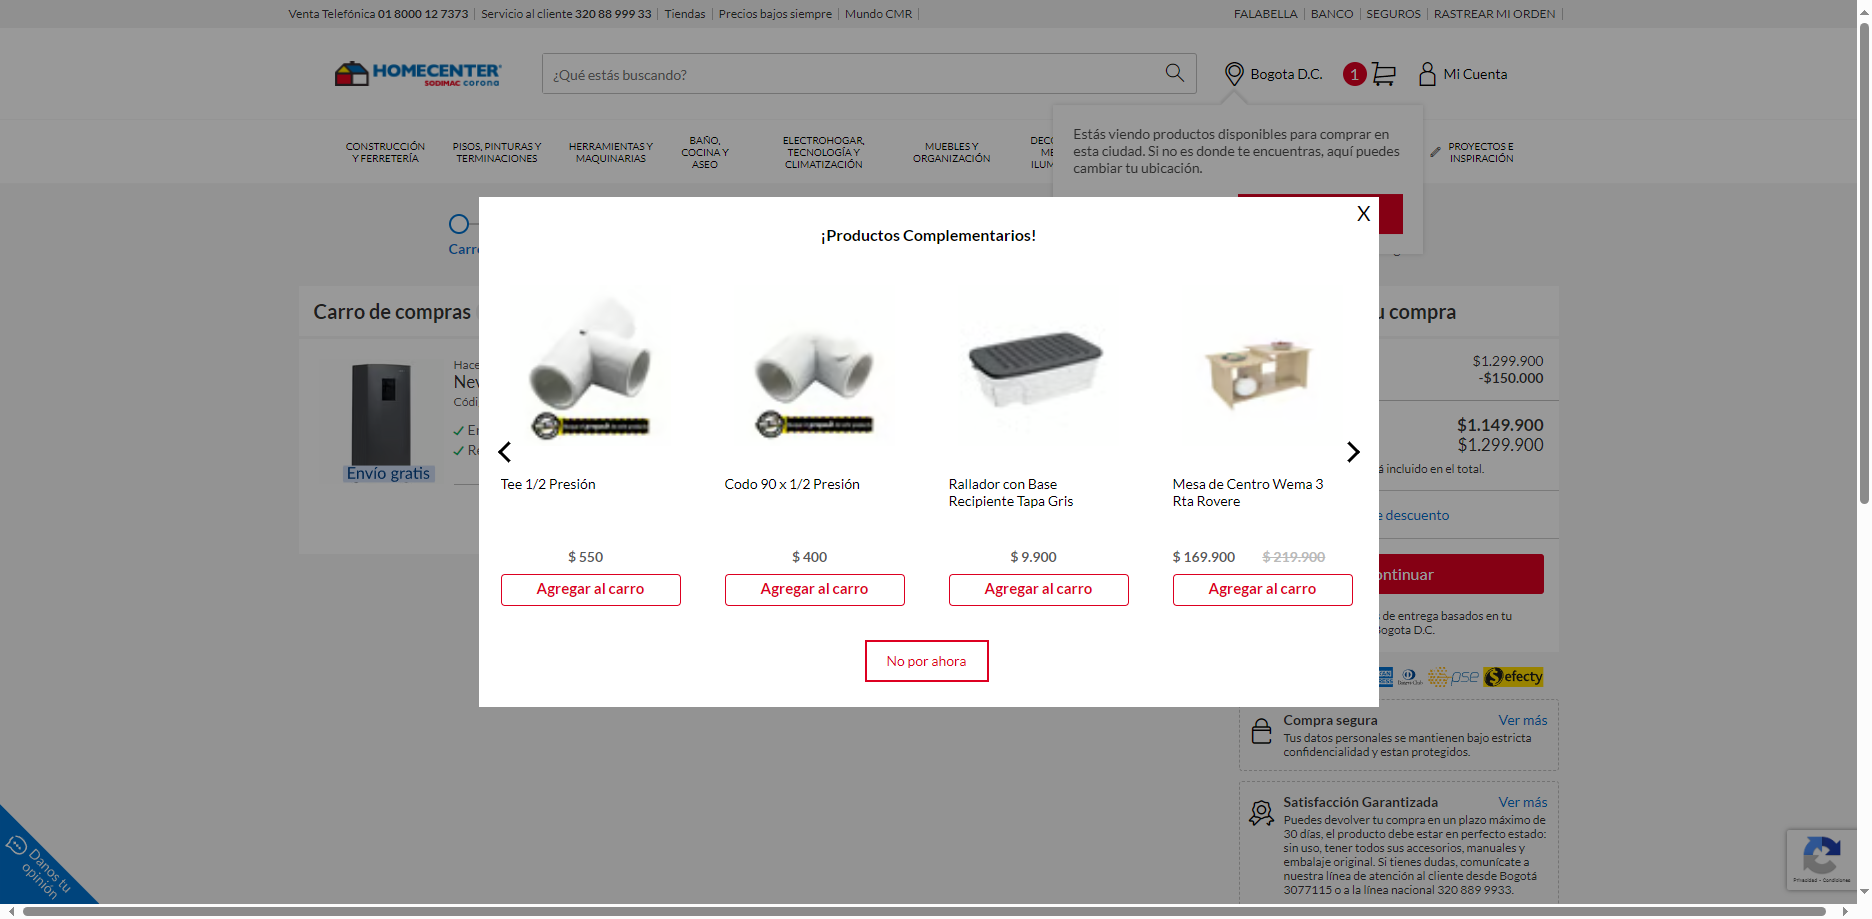 Venta Telefónica 01 8000 12 7373 Servicio al cliente 320 88 999 33 Tiendas Precios bajos siempre Mundo CMR
FALABELLA BANCO SEGUROS RASTREAR MI ORDEN
HOMECENTER
SODIMAC corona
¿Qué estás buscando?
Bogota D.C.
1
Mi Cuenta
CONSTRUCCIÓN
Y FERRETERÍA
PISOS, PINTURAS Y
TERMINACIONES
HERRAMIENTAS Y
MAQUINARIAS
BAÑO,
COCINA Y
ASEO
ELECTROHOGAR,
TECNOLOGÍA Y
CLIMATIZACIÓN
MUEBLES Y
ORGANIZACIÓN
PROYECTOS E
INSPIRACIÓN
Estás viendo productos disponibles para comprar en
esta ciudad. Si no es donde te encuentras, aquí puedes
cambiar tu ubicación.
X
¡Productos Complementarios!
Tee 1/2 Presión
$ 550
Agregar al carro
Codo 90 x 1/2 Presión
$ 400
Agregar al carro
Rallador con Base
Recipiente Tapa Gris
$ 9.900
Agregar al carro
Mesa de Centro Wema 3
Rta Rovere
$ 169.900 $ 219.900
Agregar al carro
No por ahora
Carro de compras
Hace
Códi
Envío gratis
compra
$1.299.900
-$150.000
$1.149.900
$1.299.900
incluido en el total.
descuento
ontinuar
de entrega basados en tu
Bogota D.C.
pse
efecty
Compra segura Ver más
Tus datos personales se mantienen bajo estricta
confidencialidad y estan protegidos.
Satisfacción Garantizada Ver más
Puedes devolver tu compra en un plazo máximo de
30 días, el producto debe estar en perfecto estado:
sin uso, tener todos sus accesorios, manuales y
embalaje original. Si tienes dudas, comunícate a
nuestra línea de atención al cliente desde Bogotá
3077115 o a la línea nacional 320 889 9933.
Danos tu
opinión
Privacidad - Condiciones